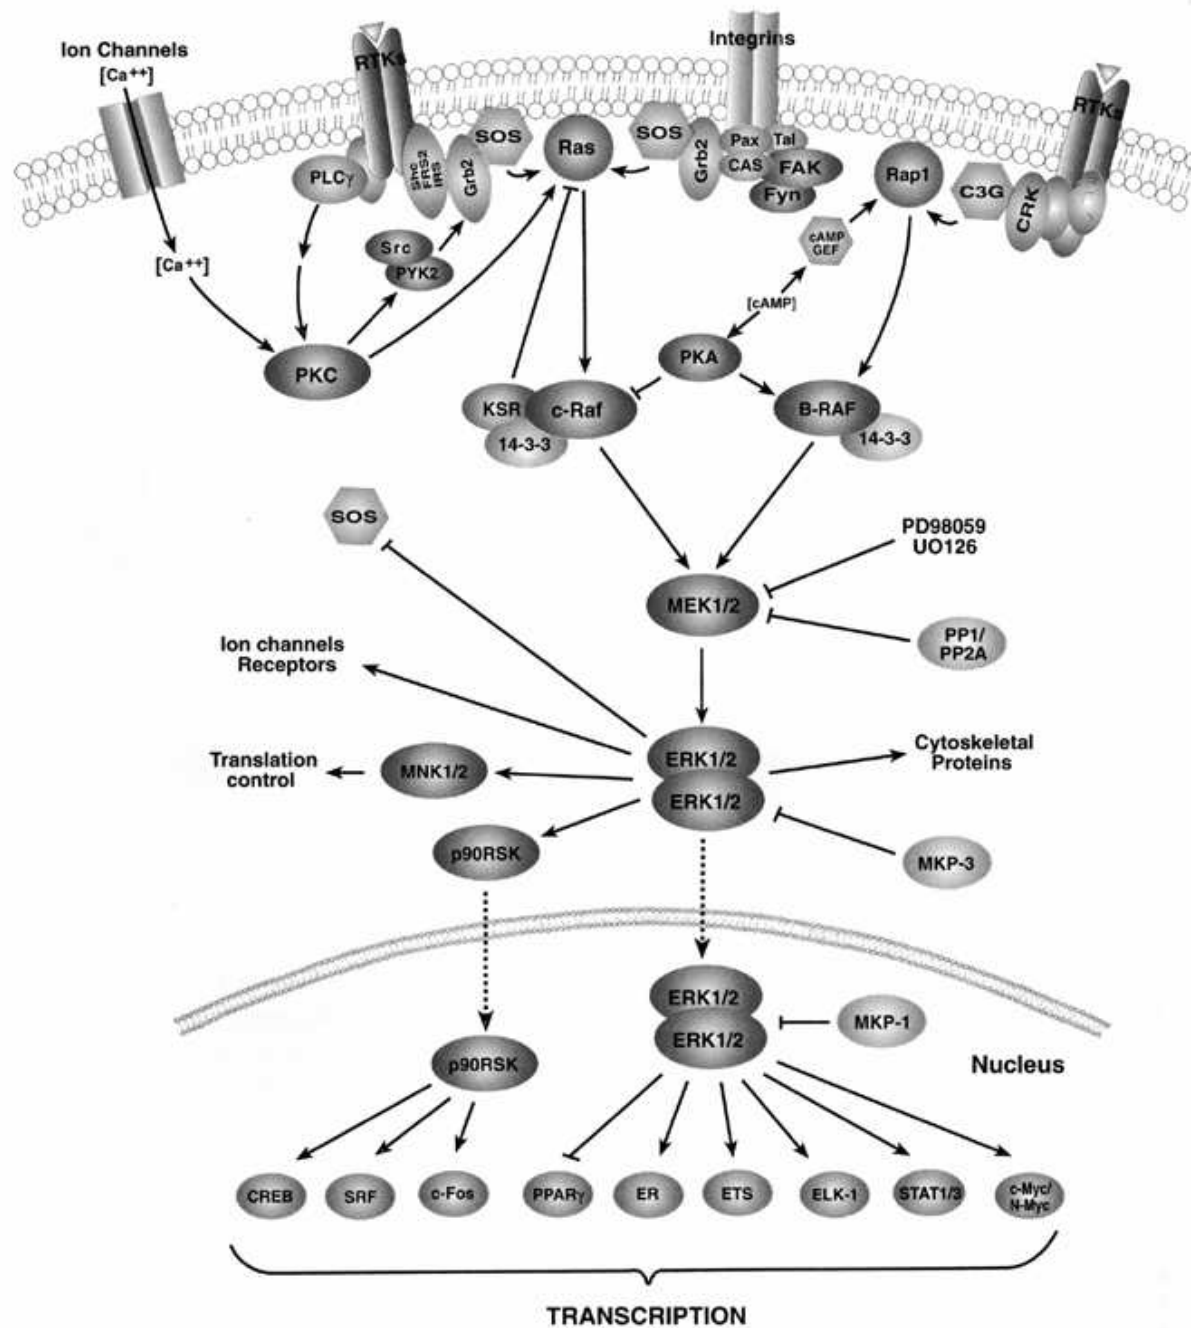 Ion Channels
[Ca++]
RTKs
Integrins
RTKs
SOS
Ras
SOS
Pax
Tal
PLCγ
Shc
FRS2
IRS
Grb2
Grb2
CAS
FAK
Fyn
Rap1
C3G
CRK
[Ca++]
Src
PYK2
cAMP
GEF
[cAMP]
PKC
PKA
KSR
c-Raf
14-3-3
B-RAF
14-3-3
SOS
PD98059
UO126
MEK1/2
PP1/
PP2A
Ion channels
Receptors
ERK1/2
Cytoskeletal
Proteins
Translation
control
MNK1/2
ERK1/2
p90RSK
MKP-3
ERK1/2
MKP-1
ERK1/2
Nucleus
p90RSK
CREB
SRF
c-Fos
PPARγ
ER
ETS
ELK-1
STAT1/3
c-Myc/
N-Myc
TRANSCRIPTION